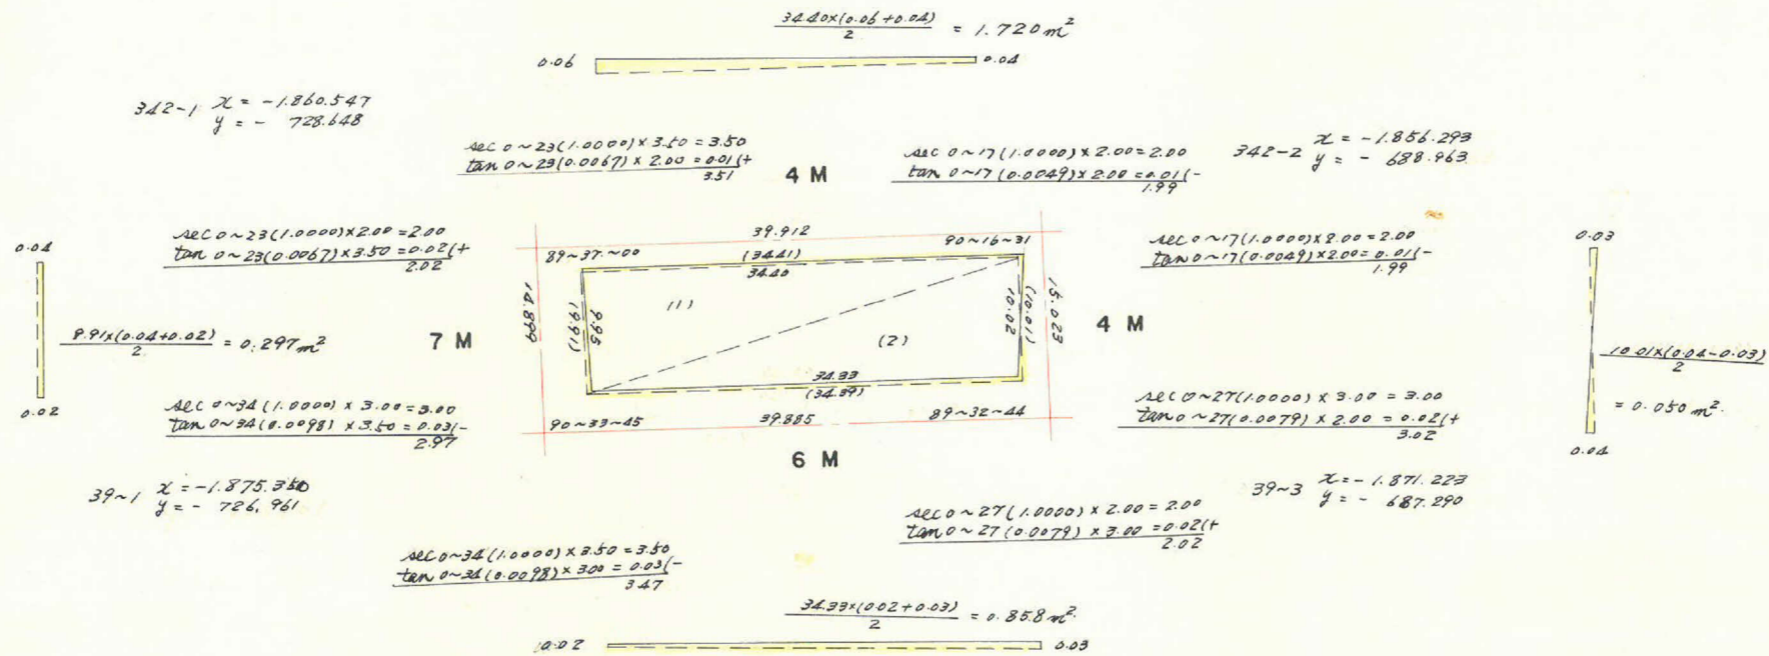 34.40×(0.06+0.04)
2
= 1.720 m²
0.06
0.04
342-1 x = -1.860.547
y = - 728.648
sec 0~23(1.0000)×3.50=3.50
tan 0~23(0.0067)×2.00=0.01(+
3.51
4 M
sec 0~17(1.0000)×2.00=2.00
tan 0~17(0.0049)×2.00=0.01(-
1.99
342-2 x = -1.856.293
y = - 688.963
sec 0~23(1.0000)×2.00=2.00
tan 0~23(0.0067)×3.50=0.02(+
2.02
39.912
89~37~00
(34.41)
90~16~31
34.40
sec 0~17(1.0000)×2.00=2.00
tan 0~17(0.0049)×2.00=0.01(-
1.99
0.04
0.02
9.91×(0.04+0.02)
2
= 0.297 m²
7 M
14.899
(9.91)
9.95
(1)
(2)
10.02
(10.01)
15.023
4 M
0.03
0.04
10.01×(0.04-0.03)
2
= 0.050 m².
34.33
(34.39)
90~33~45
39.885
89~32~44
6 M
sec 0~34(1.0000)×3.00=3.00
tan 0~34(0.0098)×3.50=0.03(-
2.97
sec 0~27(1.0000)×3.00=3.00
tan 0~27(0.0079)×2.00=0.02(+
3.02
39~1 x = -1.875.350
y = - 726,961
39~3 x = -1.871.223
y = - 687.290
sec 0~34(1.0000)×3.50=3.50
tan 0~34(0.0098)×3.00=0.03(-
3.47
sec 0~27(1.0000)×2.00=2.00
tan 0~27(0.0079)×3.00=0.02(+
2.02
34.33×(0.02+0.03)
2
= 0.858 m².
0.02
0.03